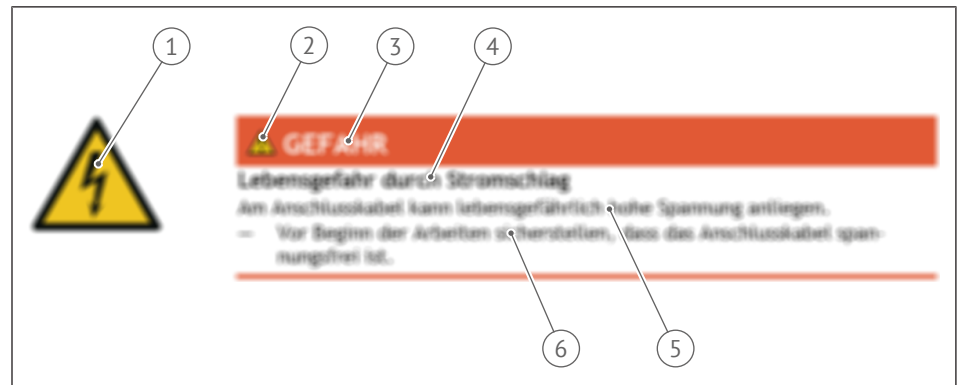 1 2 3 4
GEFAHR
Lebensgefahr durch Stromschlag
Am Anschlusskabel kann lebensgefährlich hohe Spannung anliegen.
— Vor Beginn der Arbeiten sicherstellen, dass das Anschlusskabel span-
nungsfrei ist.
6 5